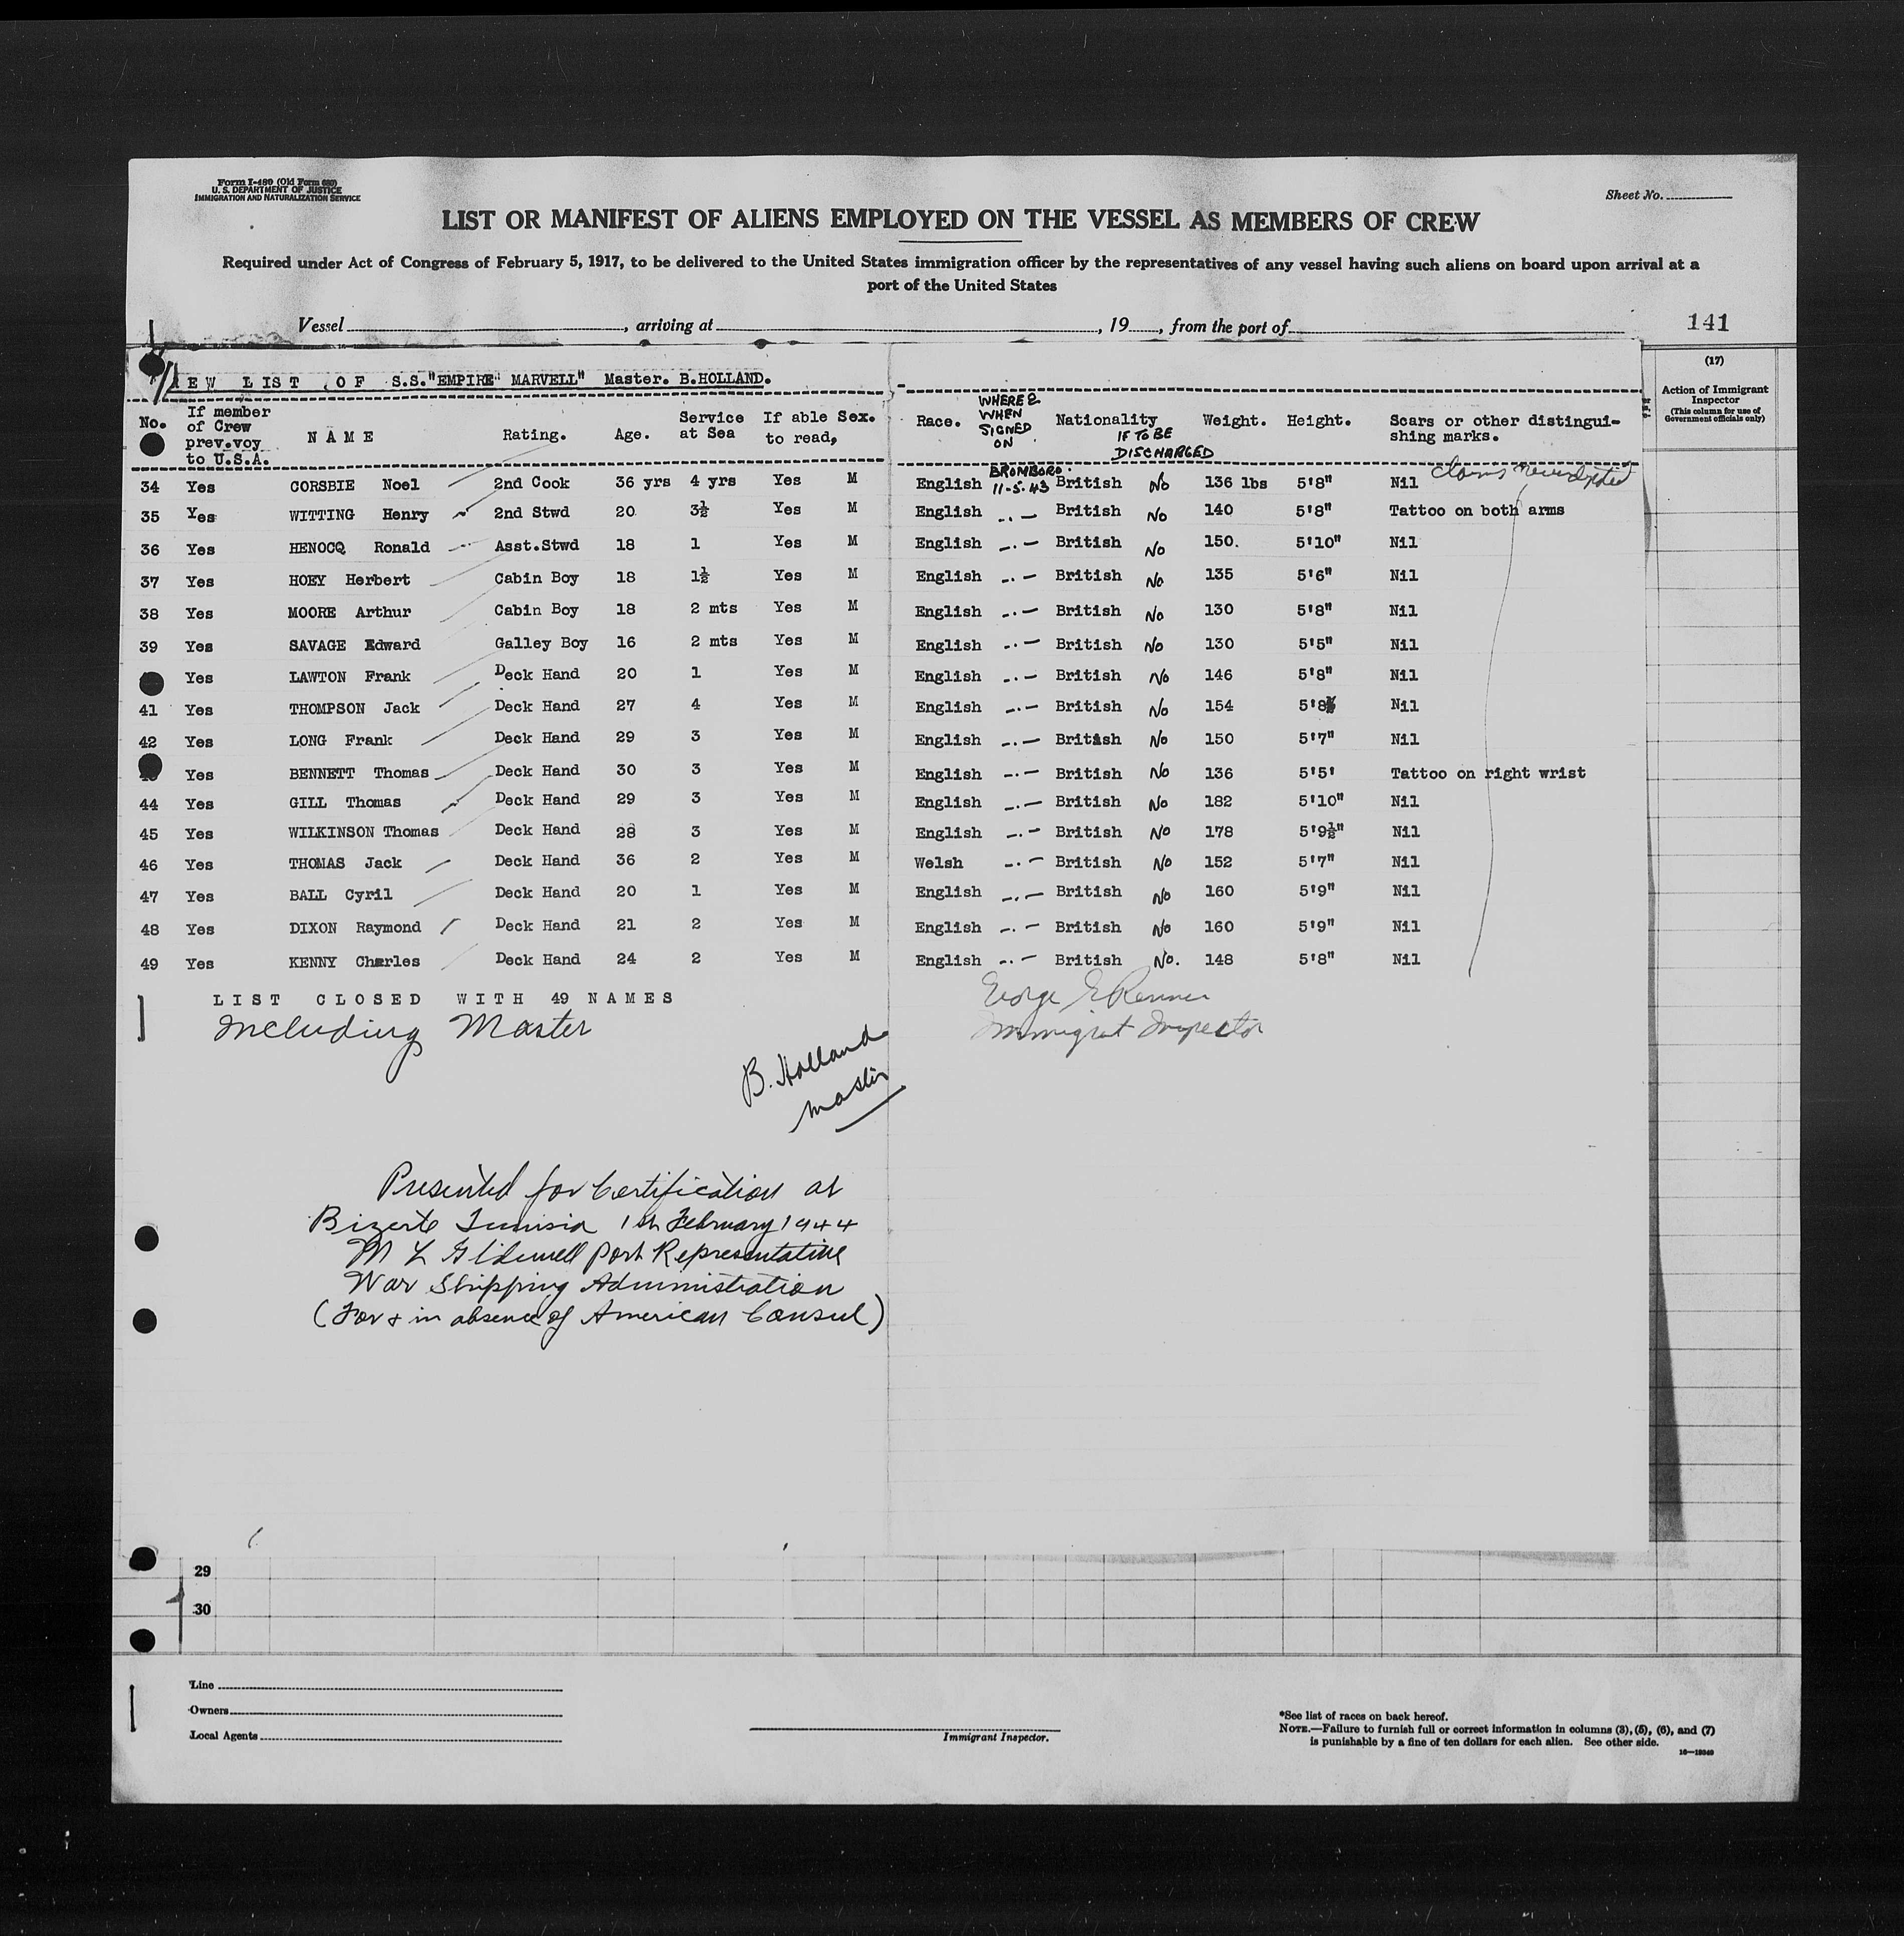 Form I-480 (Old Form 680)
U. S. DEPARTMENT OF JUSTICE
IMMIGRATION AND NATURALIZATION SERVICE
Sheet No.
LIST OR MANIFEST OF ALIENS EMPLOYED ON THE VESSEL AS MEMBERS OF CREW
Required under Act of Congress of February 5, 1917, to be delivered to the United States immigration officer by the representatives of any vessel having such aliens on board upon arrival at a
port of the United States
Vessel , arriving at , 19 , from the port of
141
(17)
Action of Immigrant
Inspector
(This column for use of
Government officials only)
REW LIST OF S.S."EMPIRE" MARVELL" Master. B.HOLLAND.
No. If member of Crew prev.voy to U.S.A. NAME Rating. Age. Service at Sea If able to read, Sex. Race. WHERE & WHEN SIGNED ON Nationality IF TO BE DISCHARGED Weight. Height. Scars or other distingui-shing marks.
34 Yes CORSBIE Noel 2nd Cook 36 yrs 4 yrs Yes M English BROMBORO. 11-5-43 British No 136 lbs 5'8" Nil
35 Yes WITTING Henry 2nd Stwd 20 3½ Yes M English -..- British No 140 5'8" Tattoo on both arms
36 Yes HENOCQ Ronald Asst.Stwd 18 1 Yes M English -.- British No 150. 5'10" Nil
37 Yes HOEY Herbert Cabin Boy 18 1½ Yes M English -.- British No 135 5'6" Nil
38 Yes MOORE Arthur Cabin Boy 18 2 mts Yes M English -.- British No 130 5'8" Nil
39 Yes SAVAGE Edward Galley Boy 16 2 mts Yes M English -.- British No 130 5'5" Nil
Yes LAWTON Frank Deck Hand 20 1 Yes M English -.- British No 146 5'8" Nil
41 Yes THOMPSON Jack Deck Hand 27 4 Yes M English -.- British No 154 5'8 Nil
42 Yes LONG Frank Deck Hand 29 3 Yes M English -.- British No 150 5'7" Nil
Yes BENNETT Thomas Deck Hand 30 3 Yes M English -.- British No 136 5'5' Tattoo on right wrist
44 Yes GILL Thomas Deck Hand 29 3 Yes M English -.- British No 182 5'10" Nil
45 Yes WILKINSON Thomas Deck Hand 28 3 Yes M English -.- British No 178 5'9½" Nil
46 Yes THOMAS Jack Deck Hand 36 2 Yes M Welsh -.- British No 152 5'7" Nil
47 Yes BALL Cyril Deck Hand 20 1 Yes M English -.- British No 160 5'9" Nil
48 Yes DIXON Raymond Deck Hand 21 2 Yes M English -.- British No 160 5'9" Nil
49 Yes KENNY Charles Deck Hand 24 2 Yes M English -.- British No. 148 5'8" Nil
LIST CLOSED WITH 49 NAMES
Including Master
George E Renner
Immigrant Inspector
B. Holland
Master
Presented for Certification at
Bizerte Tunisia 1st February 1944
M L Glidewell Port Representative
War Shipping Administration
(For & in absence of American Consul)
29
30
Line
Owners
Local Agents
Immigrant Inspector.
*See list of races on back hereof.
NOTE.—Failure to furnish full or correct information in columns (3), (5), (6), and (7)
is punishable by a fine of ten dollars for each alien. See other side.